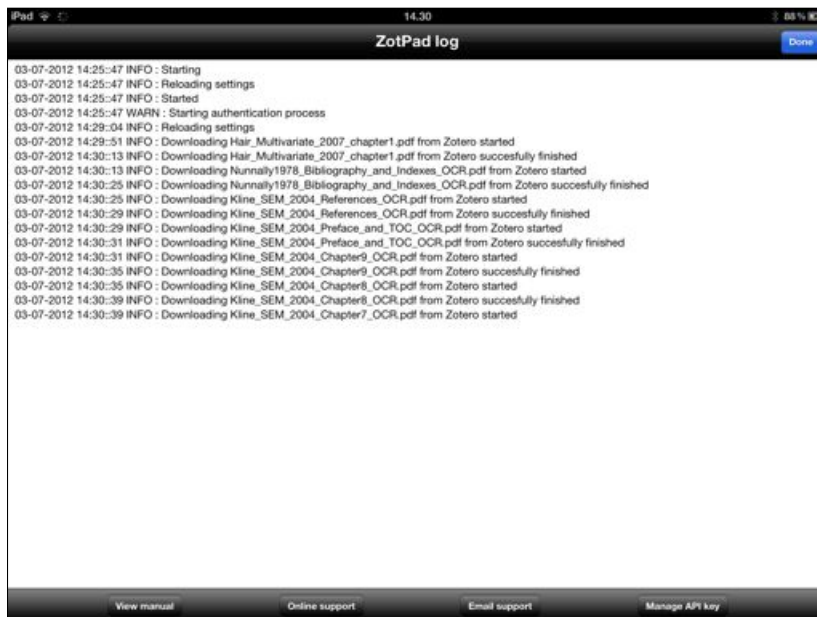 iPad 14.30 88 %
ZotPad log
Done
03-07-2012 14:25::47 INFO : Starting
03-07-2012 14:25::47 INFO : Reloading settings
03-07-2012 14:25::47 INFO : Started
03-07-2012 14:25::47 WARN : Starting authentication process
03-07-2012 14:29::04 INFO : Reloading settings
03-07-2012 14:29::51 INFO : Downloading Hair_Multivariate_2007_chapter1.pdf from Zotero started
03-07-2012 14:30::13 INFO : Downloading Hair_Multivariate_2007_chapter1.pdf from Zotero succesfully finished
03-07-2012 14:30::13 INFO : Downloading Nunnally1978_Bibliography_and_Indexes_OCR.pdf from Zotero started
03-07-2012 14:30::25 INFO : Downloading Nunnally1978_Bibliography_and_Indexes_OCR.pdf from Zotero succesfully finished
03-07-2012 14:30::25 INFO : Downloading Kline_SEM_2004_References_OCR.pdf from Zotero started
03-07-2012 14:30::29 INFO : Downloading Kline_SEM_2004_References_OCR.pdf from Zotero succesfully finished
03-07-2012 14:30::29 INFO : Downloading Kline_SEM_2004_Preface_and_TOC_OCR.pdf from Zotero started
03-07-2012 14:30::31 INFO : Downloading Kline_SEM_2004_Preface_and_TOC_OCR.pdf from Zotero succesfully finished
03-07-2012 14:30::31 INFO : Downloading Kline_SEM_2004_Chapter9_OCR.pdf from Zotero started
03-07-2012 14:30::35 INFO : Downloading Kline_SEM_2004_Chapter9_OCR.pdf from Zotero succesfully finished
03-07-2012 14:30::35 INFO : Downloading Kline_SEM_2004_Chapter8_OCR.pdf from Zotero started
03-07-2012 14:30::39 INFO : Downloading Kline_SEM_2004_Chapter8_OCR.pdf from Zotero succesfully finished
03-07-2012 14:30::39 INFO : Downloading Kline_SEM_2004_Chapter7_OCR.pdf from Zotero started
View manual Online support Email support Manage API key